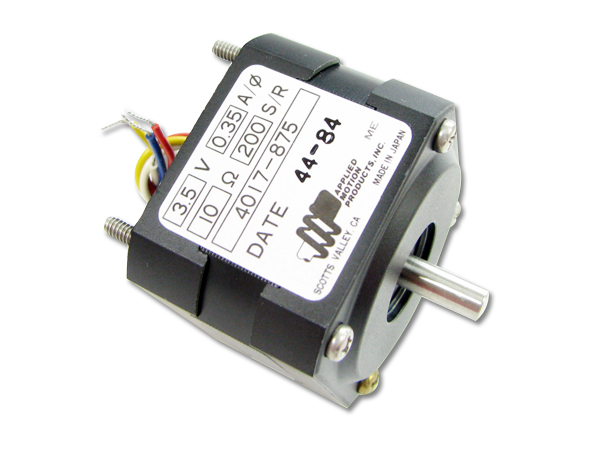 3.5 V 0.35 A/Ø
10 Ω 200 S/R
4017-875
DATE 44-84
APPLIED
MOTION
PRODUCTS, INC.
SCOTTS VALLEY, CA
MADE IN JAPAN
ME